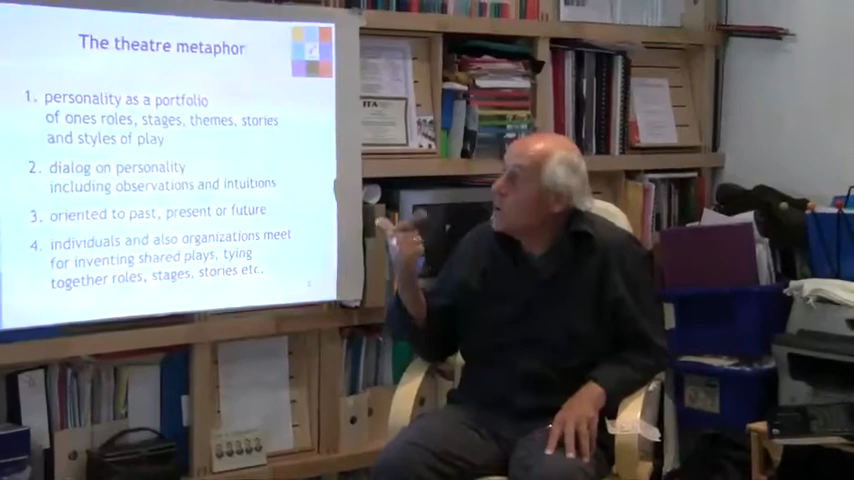 The theatre metaphor
1. personality as a portfolio
of ones roles, stages, themes, stories
and styles of play
2. dialog on personality
including observations and intuitions
3. oriented to past, present or future
4. individuals and also organizations meet
for inventing shared plays, tying
together roles, stages, stories etc.
ITA